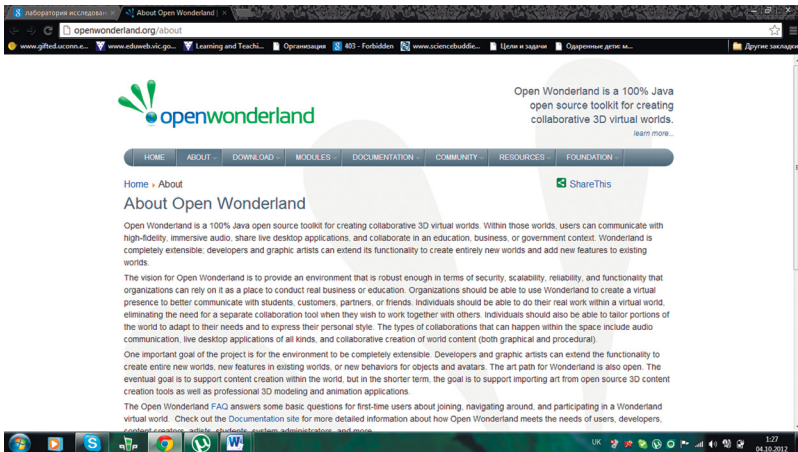 лаборатория исследован
About Open Wonderland |
openwonderland.org/about
www.gifted.uconn.e...
www.eduweb.vic.go...
Learning and Teachi...
Организация
403 - Forbidden
www.sciencebuddie...
Цели и задачи
Одаренные дети: м...
Другие закладки
openwonderland
Open Wonderland is a 100% Java
open source toolkit for creating
collaborative 3D virtual worlds.
learn more...
HOME ABOUT DOWNLOAD MODULES DOCUMENTATION COMMUNITY RESOURCES FOUNDATION
Home › About
ShareThis
About Open Wonderland
Open Wonderland is a 100% Java open source toolkit for creating collaborative 3D virtual worlds. Within those worlds, users can communicate with
high-fidelity, immersive audio, share live desktop applications, and collaborate in an education, business, or government context. Wonderland is
completely extensible; developers and graphic artists can extend its functionality to create entirely new worlds and add new features to existing
worlds.
The vision for Open Wonderland is to provide an environment that is robust enough in terms of security, scalability, reliability, and functionality that
organizations can rely on it as a place to conduct real business or education. Organizations should be able to use Wonderland to create a virtual
presence to better communicate with students, customers, partners, or friends. Individuals should be able to do their real work within a virtual world,
eliminating the need for a separate collaboration tool when they wish to work together with others. Individuals should also be able to tailor portions of
the world to adapt to their needs and to express their personal style. The types of collaborations that can happen within the space include audio
communication, live desktop applications of all kinds, and collaborative creation of world content (both graphical and procedural).
One important goal of the project is for the environment to be completely extensible. Developers and graphic artists can extend the functionality to
create entire new worlds, new features in existing worlds, or new behaviors for objects and avatars. The art path for Wonderland is also open. The
eventual goal is to support content creation within the world, but in the shorter term, the goal is to support importing art from open source 3D content
creation tools as well as professional 3D modeling and animation applications.
The Open Wonderland FAQ answers some basic questions for first-time users about joining, navigating around, and participating in a Wonderland
virtual world. Check out the Documentation site for more detailed information about how Open Wonderland meets the needs of users, developers,
content creators, artists, students, system administrators, and more.
UK
1:27
04.10.2012